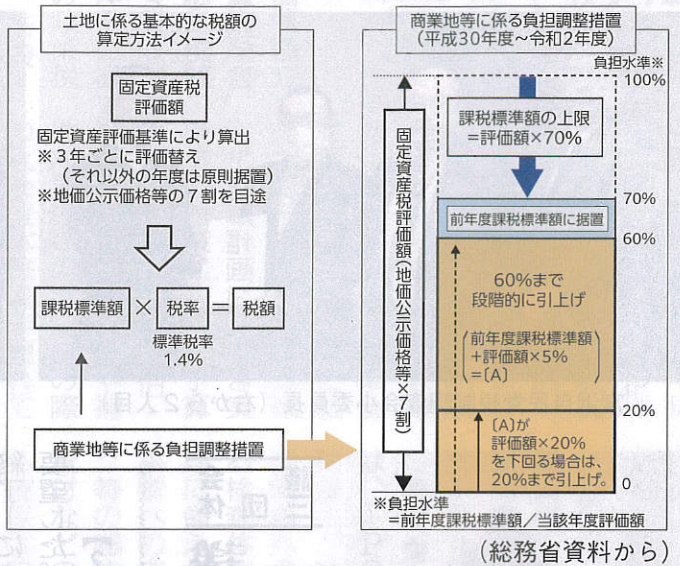 土地に係る基本的な税額の
算定方法イメージ
固定資産税
評価額
固定資産評価基準により算出
※３年ごとに評価替え
（それ以外の年度は原則据置）
※地価公示価格等の７割を目途
課税標準額 × 税率 = 税額
標準税率
1.4%
商業地等に係る負担調整措置
商業地等に係る負担調整措置
（平成30年度～令和2年度）
負担水準※
100%
固定資産税評価額（地価公示価格等×7割）
課税標準額の上限
＝評価額×70%
70%
前年度課税標準額に据置
60%
60%まで
段階的に引上げ
（前年度課税標準額
＋評価額×5%
＝〔A〕）
20%
〔A〕が
評価額×20%
を下回る場合は、
20%まで引上げ。
0
※負担水準
＝前年度課税標準額／当該年度評価額
（総務省資料から）